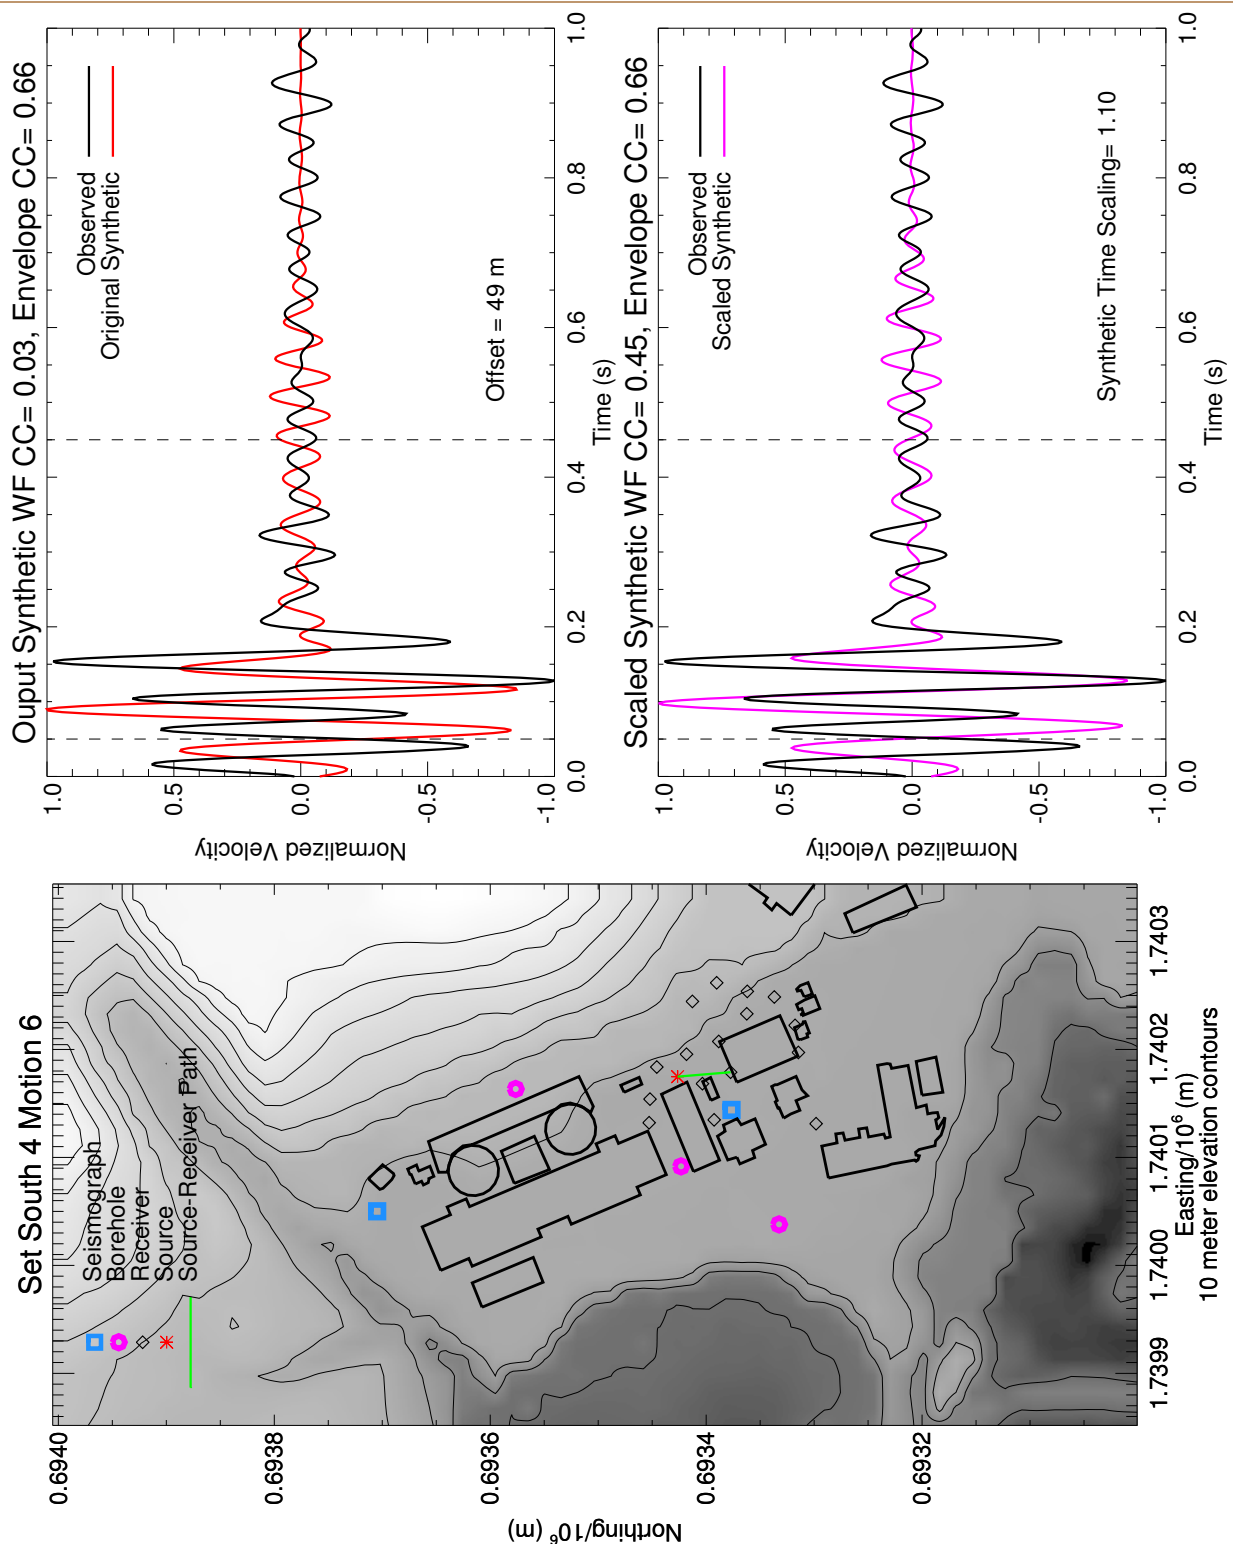 Set South 4 Motion 6
Seismograph
Borehole
Receiver
Source
Source-Receiver Path
0.6940
0.6938
0.6936
0.6934
0.6932
Northing/10⁶ (m)
1.7399
1.7400
1.7401
1.7402
1.7403
Easting/10⁶ (m)
10 meter elevation contours
Ouput Synthetic WF CC= 0.03, Envelope CC= 0.66
Observed
Original Synthetic
Offset = 49 m
1.0
0.5
0.0
-0.5
-1.0
Normalized Velocity
0.0
0.2
0.4
0.6
0.8
1.0
Time (s)
Scaled Synthetic WF CC= 0.45, Envelope CC= 0.66
Observed
Scaled Synthetic
Synthetic Time Scaling= 1.10
1.0
0.5
0.0
-0.5
-1.0
Normalized Velocity
0.0
0.2
0.4
0.6
0.8
1.0
Time (s)